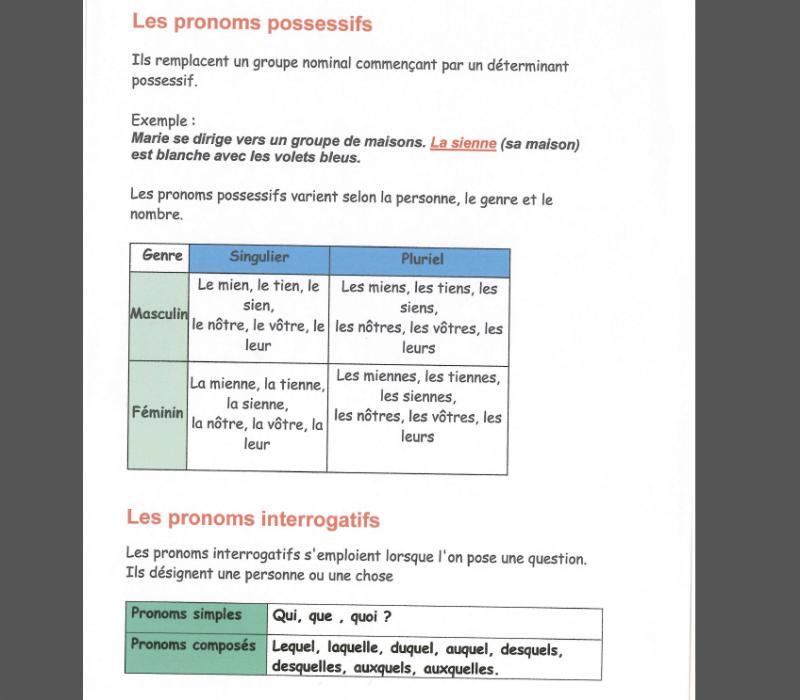 Les pronoms possessifs
Ils remplacent un groupe nominal commençant par un déterminant
possessif.
Exemple :
Marie se dirige vers un groupe de maisons. La sienne (sa maison)
est blanche avec les volets bleus.
Les pronoms possessifs varient selon la personne, le genre et le
nombre.
Genre Singulier Pluriel
Masculin
Le mien, le tien, le
sien,
le nôtre, le vôtre, le
leur
Les miens, les tiens, les
siens,
les nôtres, les vôtres, les
leurs
Féminin
La mienne, la tienne,
la sienne,
la nôtre, la vôtre, la
leur
Les miennes, les tiennes,
les siennes,
les nôtres, les vôtres, les
leurs
Les pronoms interrogatifs
Les pronoms interrogatifs s'emploient lorsque l'on pose une question.
Ils désignent une personne ou une chose
Pronoms simples Qui, que , quoi ?
Pronoms composés Lequel, laquelle, duquel, auquel, desquels,
desquelles, auxquels, auxquelles.